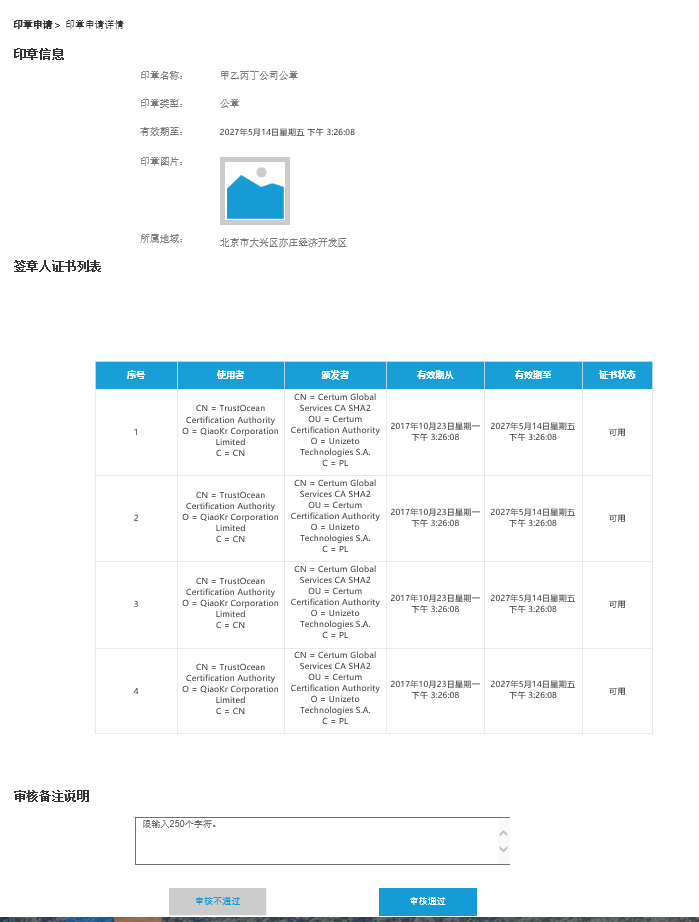 印章申请 > 印章申请详情
印章信息
印章名称： 甲乙丙丁公司公章
印章类型： 公章
有效期至： 2027年5月14日星期五 下午 3:26:08
印章图片：
所属地域： 北京市大兴区亦庄经济开发区
签章人证书列表
序号 使用者 颁发者 有效期从 有效期至 证书状态
1
CN = TrustOcean
Certification Authority
O = QiaoKr Corporation
Limited
C = CN
CN = Certum Global
Services CA SHA2
OU = Certum
Certification Authority
O = Unizeto
Technologies S.A.
C = PL
2017年10月23日星期一
下午 3:26:08
2027年5月14日星期五
下午 3:26:08
可用
2
CN = TrustOcean
Certification Authority
O = QiaoKr Corporation
Limited
C = CN
CN = Certum Global
Services CA SHA2
OU = Certum
Certification Authority
O = Unizeto
Technologies S.A.
C = PL
2017年10月23日星期一
下午 3:26:08
2027年5月14日星期五
下午 3:26:08
可用
3
CN = TrustOcean
Certification Authority
O = QiaoKr Corporation
Limited
C = CN
CN = Certum Global
Services CA SHA2
OU = Certum
Certification Authority
O = Unizeto
Technologies S.A.
C = PL
2017年10月23日星期一
下午 3:26:08
2027年5月14日星期五
下午 3:26:08
可用
4
CN = TrustOcean
Certification Authority
O = QiaoKr Corporation
Limited
C = CN
CN = Certum Global
Services CA SHA2
OU = Certum
Certification Authority
O = Unizeto
Technologies S.A.
C = PL
2017年10月23日星期一
下午 3:26:08
2027年5月14日星期五
下午 3:26:08
可用
审核备注说明
限输入250个字符。
审核不通过 审核通过